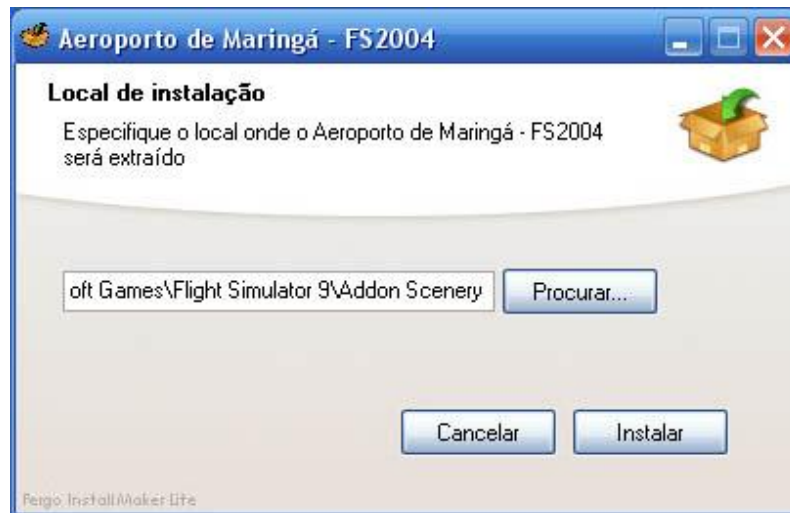 Aeroporto de Maringá - FS2004
Local de instalação
Especifique o local onde o Aeroporto de Maringá - FS2004
será extraído
oft Games\Flight Simulator 9\Addon Scenery
Procurar...
Cancelar
Instalar
Fergo InstallMaker Lite